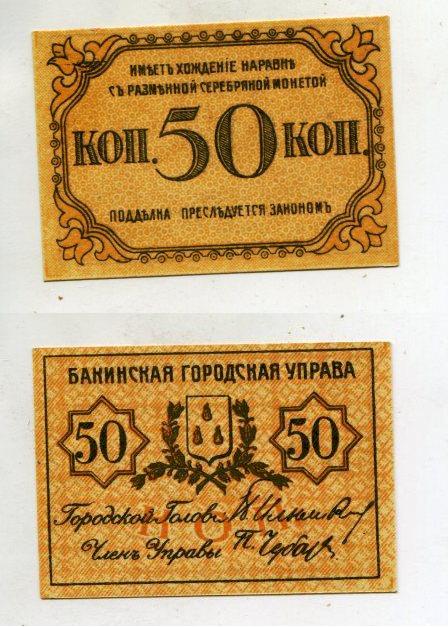 ИМѢЕТЪ ХОЖДЕНІЕ НАРАВНѢ
СЪ РАЗМѢННОЙ СЕРЕБРЯНОЙ МОНЕТОЙ
КОП. 50 КОП.
ПОДДѢЛКА ПРЕСЛѢДУЕТСЯ ЗАКОНОМЪ
БАКИНСКАЯ ГОРОДСКАЯ УПРАВА
50 50
Городской Голова
Членъ Управы